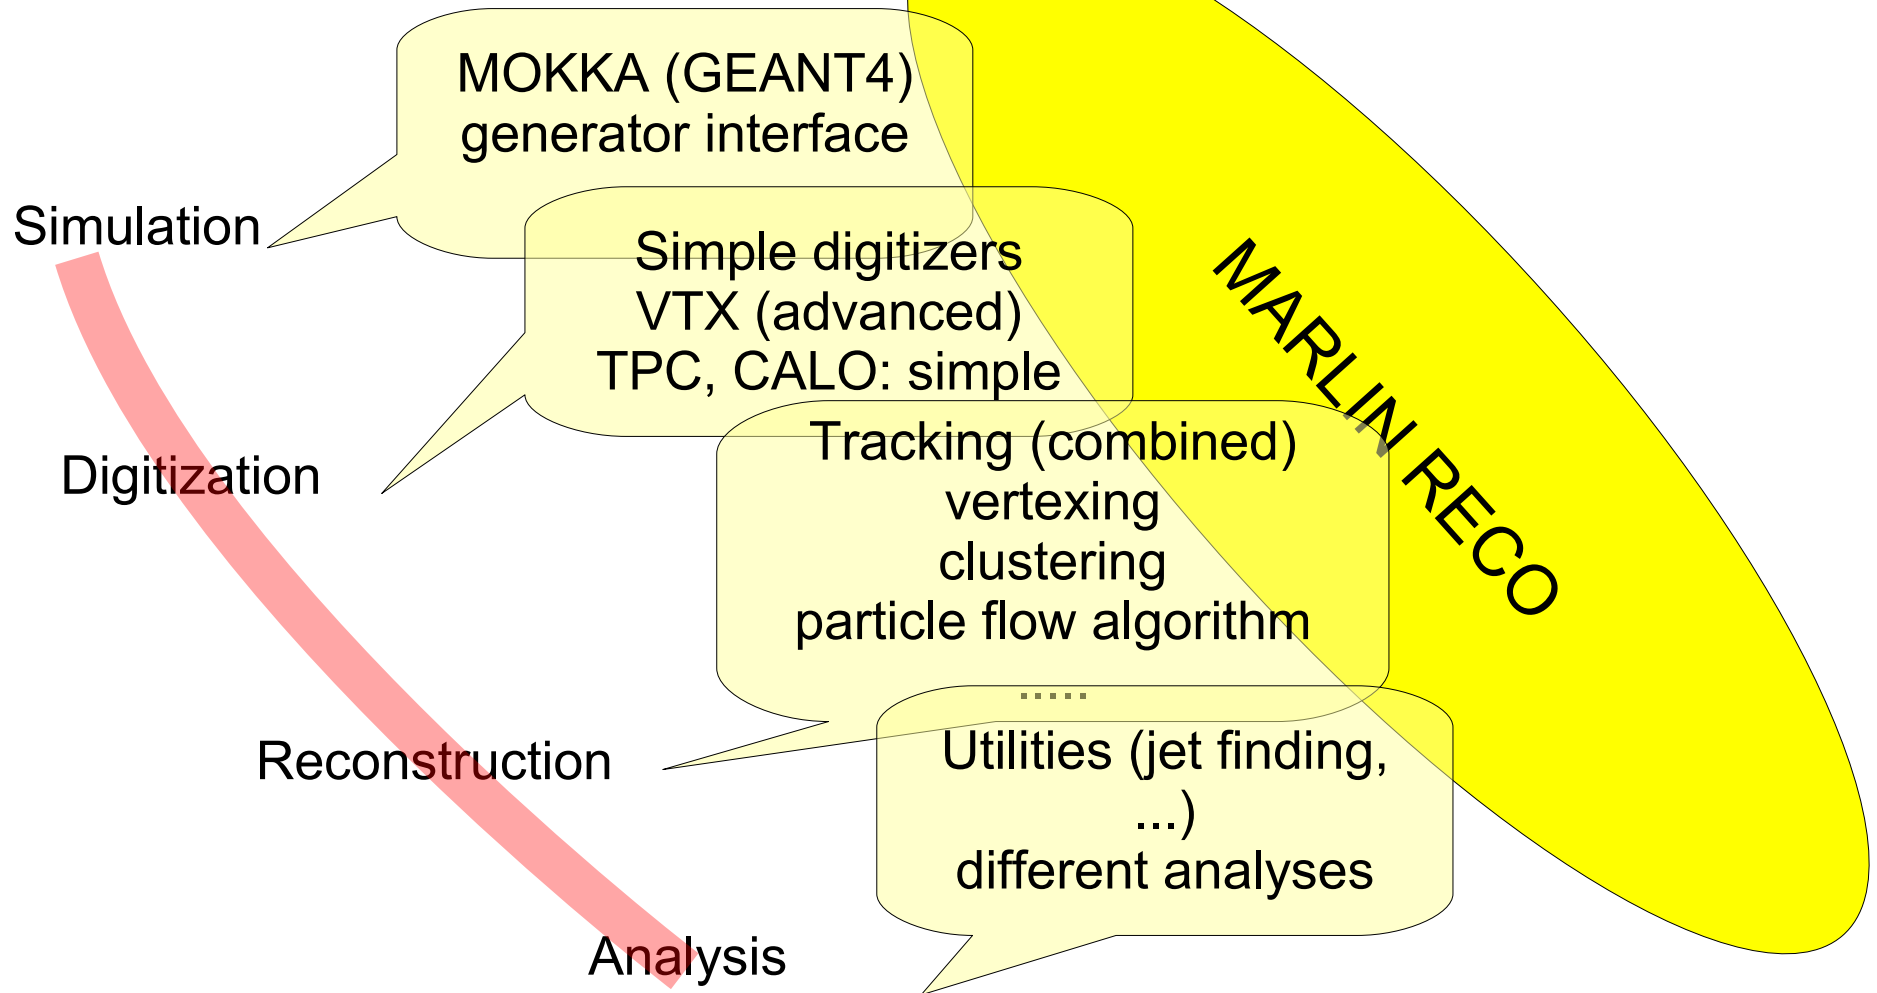 MOKKA (GEANT4)
generator interface
Simulation
Simple digitizers
VTX (advanced)
TPC, CALO: simple
Digitization
Tracking (combined)
vertexing
clustering
particle flow algorithm
.....
Reconstruction
Utilities (jet finding,
...)
different analyses
Analysis
MARLIN RECO